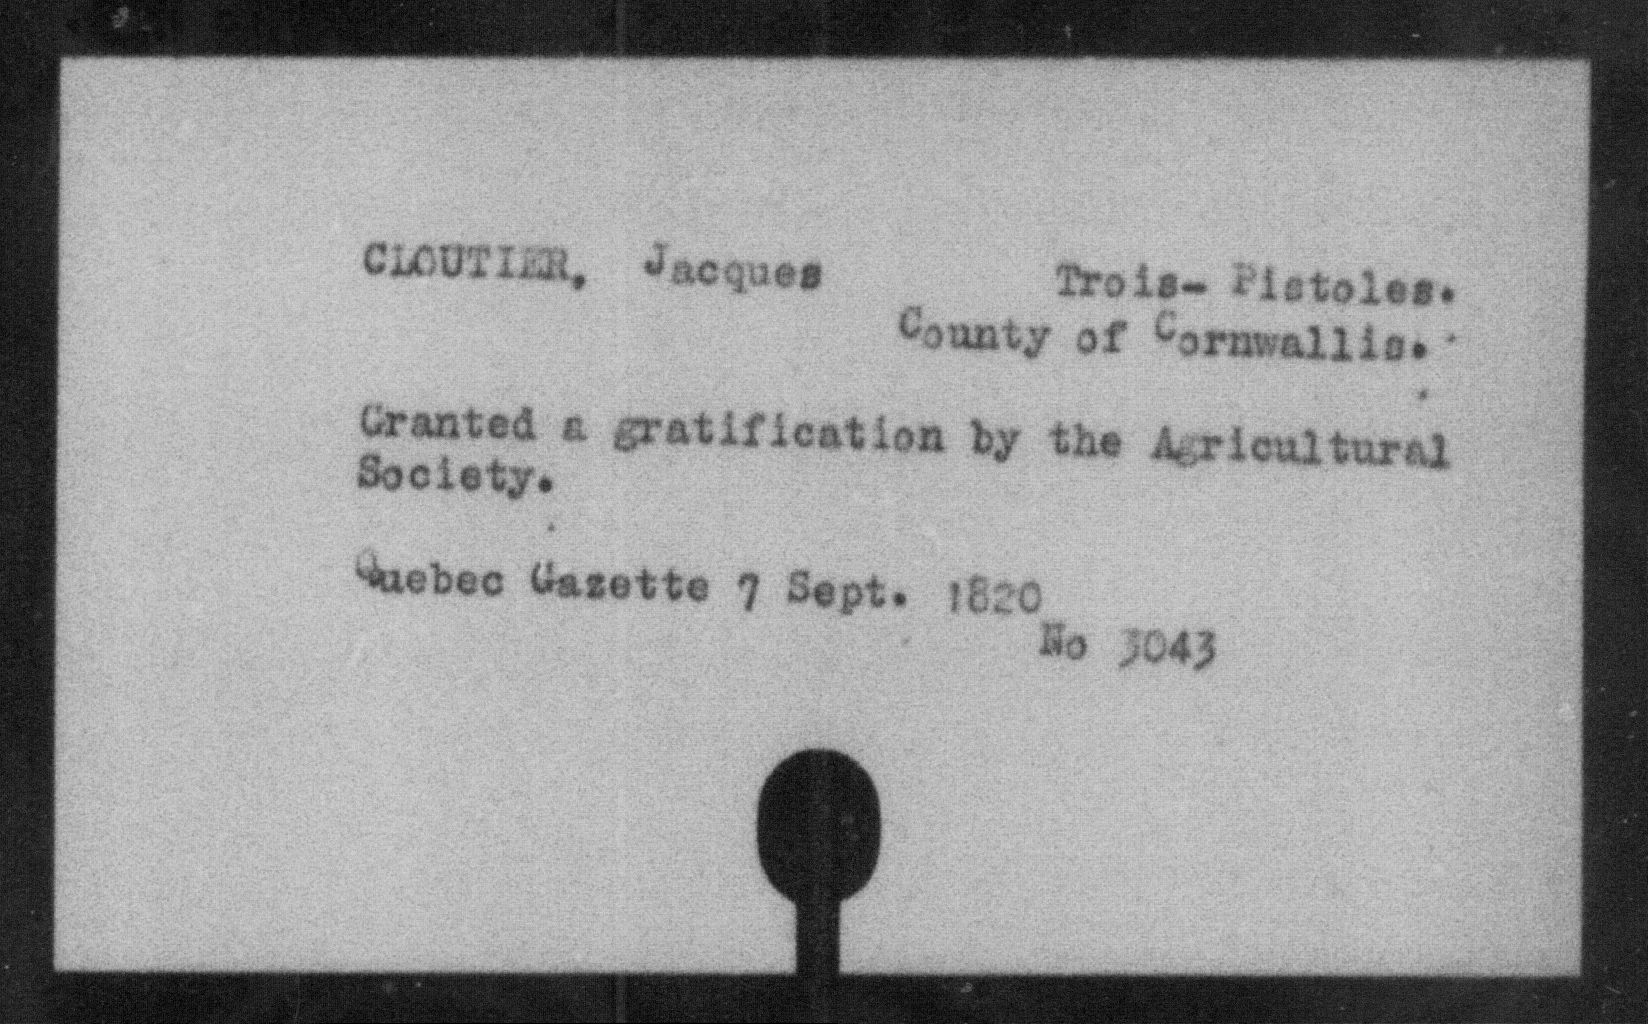 CLOUTIER, Jacques Trois- Pistoles.
County of Cornwallis.
Granted a gratification by the Agricultural
Society.
Quebec Gazette 7 Sept. 1820
No 3043